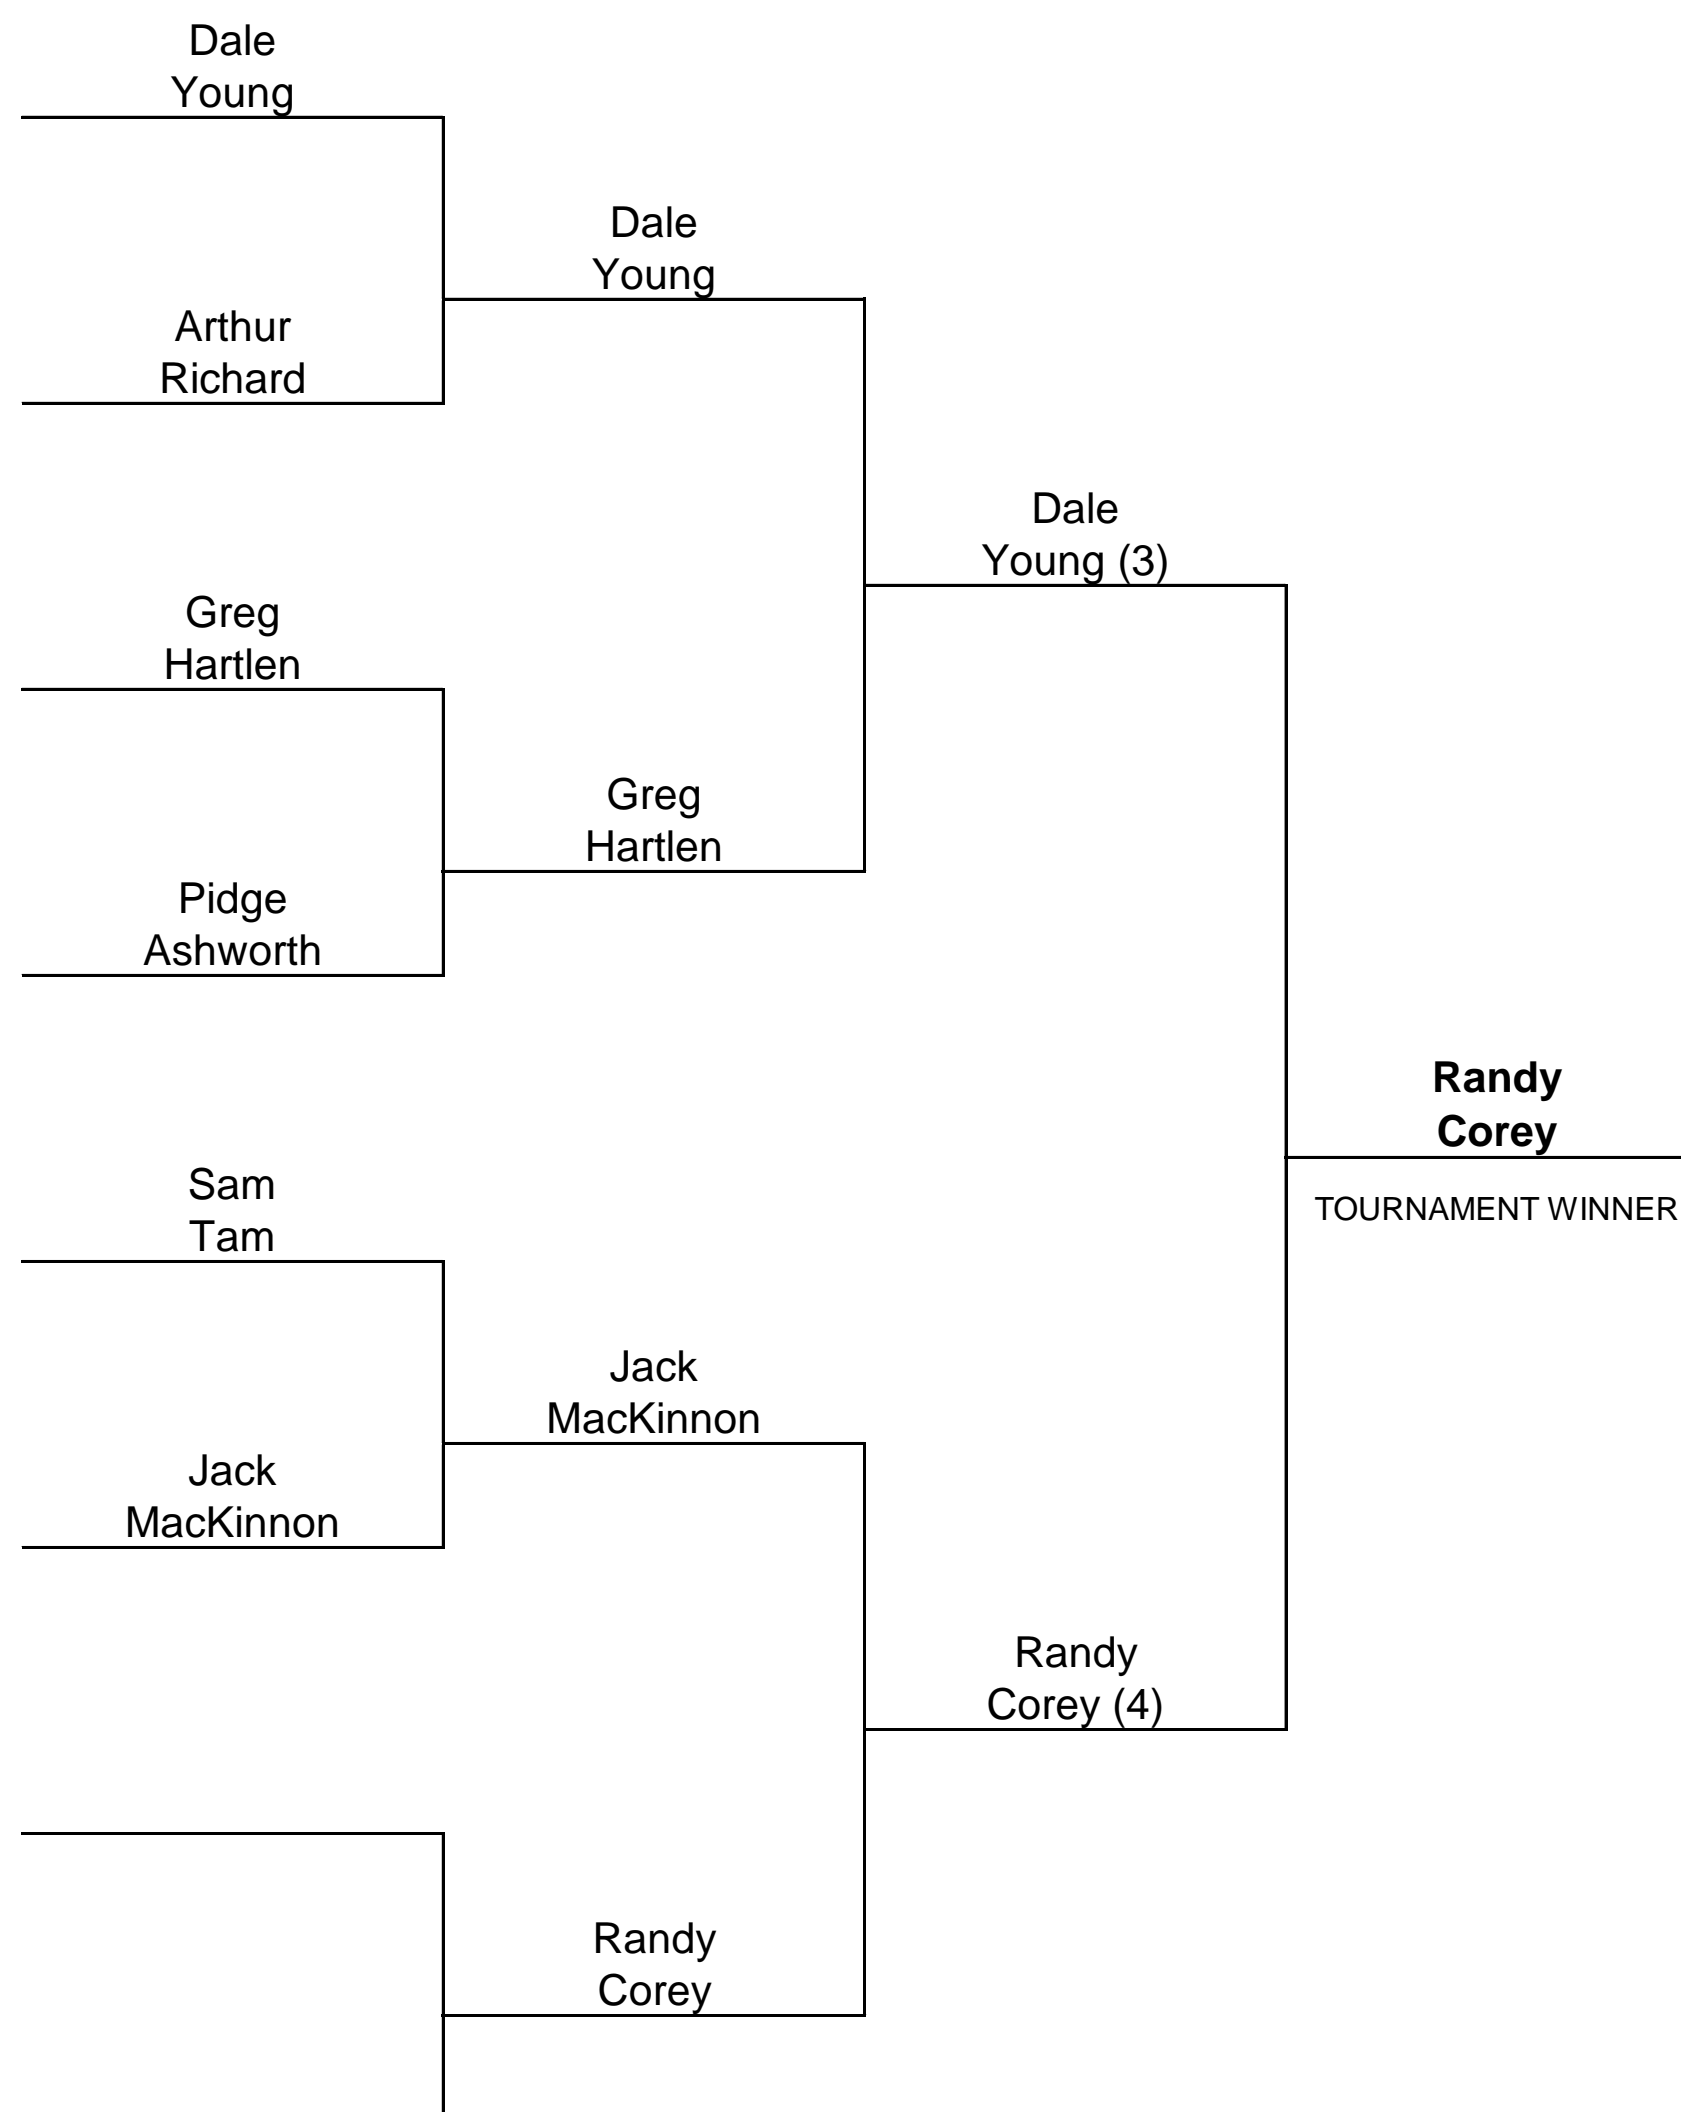 Dale
Young
Dale
Young
Arthur
Richard
Dale
Young (3)
Greg
Hartlen
Greg
Hartlen
Pidge
Ashworth
Randy
Corey
TOURNAMENT WINNER
Sam
Tam
Jack
MacKinnon
Jack
MacKinnon
Randy
Corey (4)
Randy
Corey